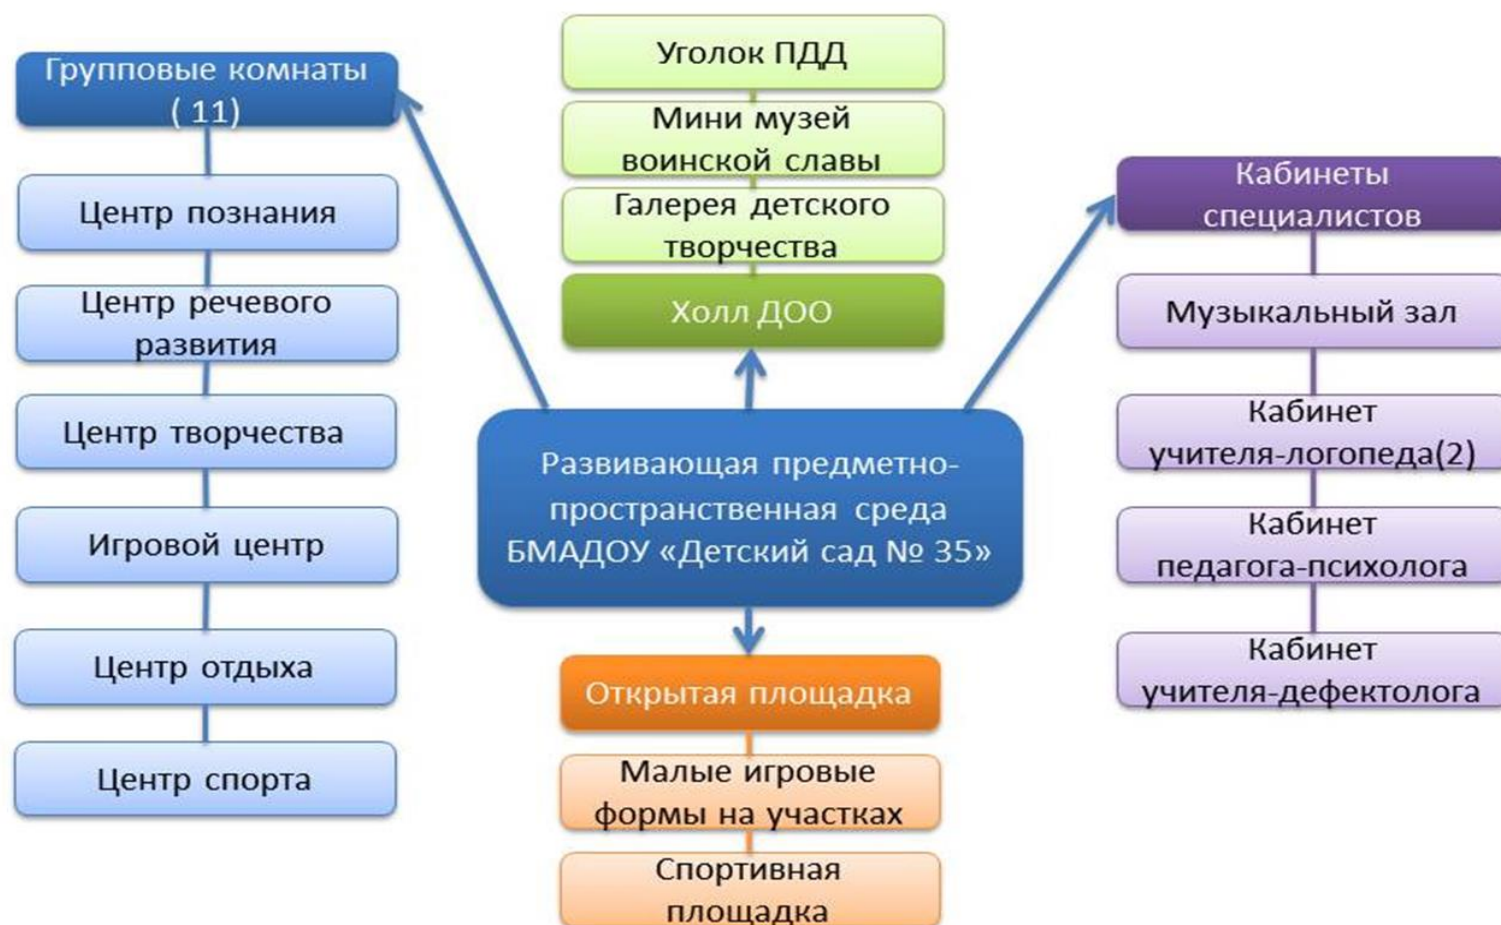 Групповые комнаты
( 11)
Центр познания
Центр речевого
развития
Центр творчества
Игровой центр
Центр отдыха
Центр спорта
Уголок ПДД
Мини музей
воинской славы
Галерея детского
творчества
Холл ДОО
Развивающая предметно-
пространственная среда
БМАДОУ «Детский сад № 35»
Открытая площадка
Малые игровые
формы на участках
Спортивная
площадка
Кабинеты
специалистов
Музыкальный зал
Кабинет
учителя-логопеда(2)
Кабинет
педагога-психолога
Кабинет
учителя-дефектолога